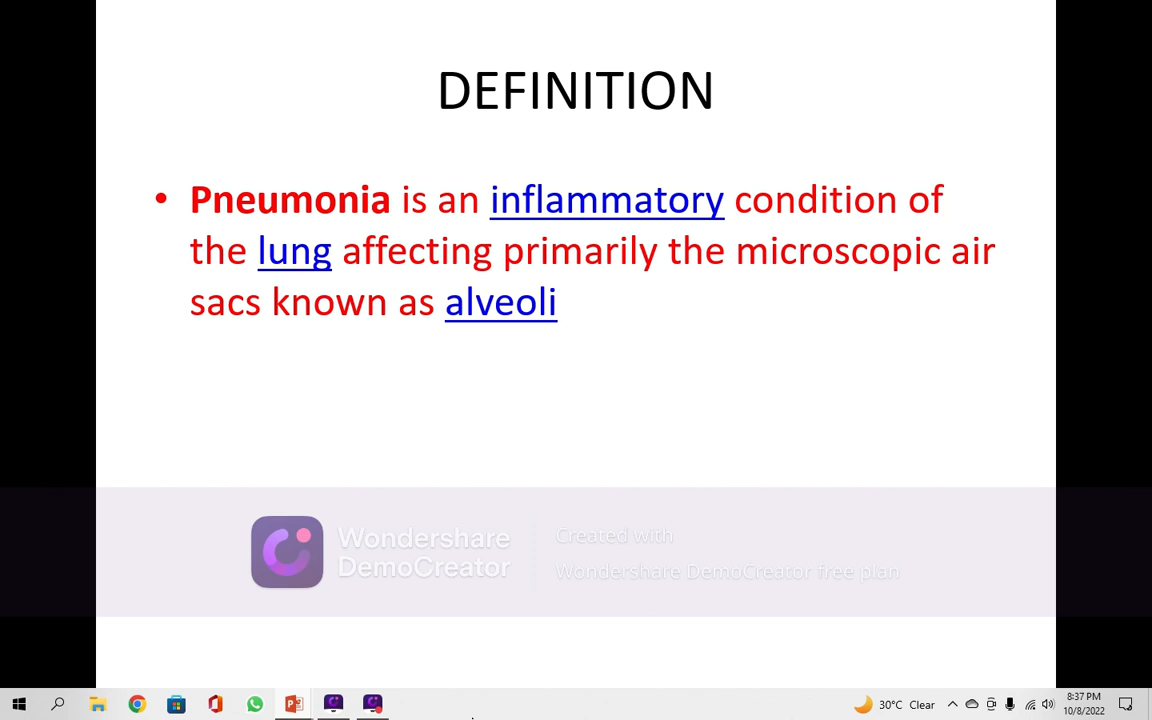 DEFINITION
• Pneumonia is an inflammatory condition of
the lung affecting primarily the microscopic air
sacs known as alveoli
Wondershare
DemoCreator
Created with
Wondershare DemoCreator free plan
30°C Clear
8:37 PM
10/8/2022